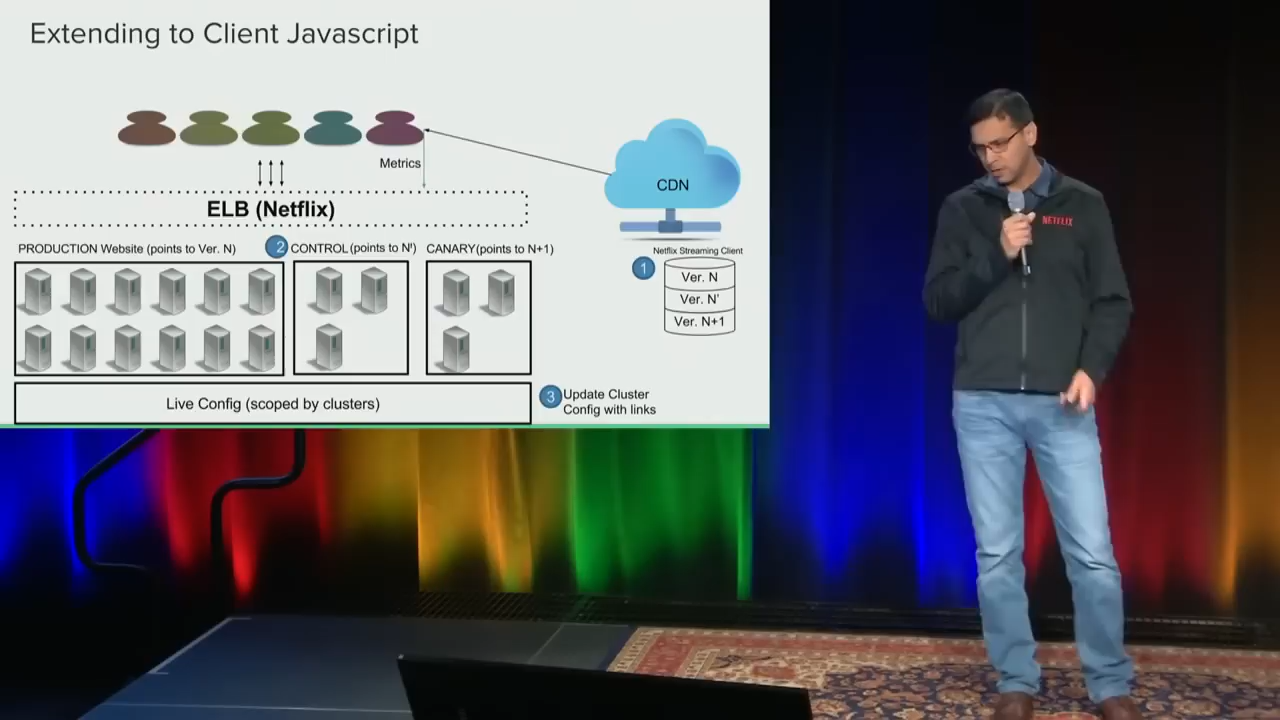 Extending to Client Javascript
Metrics
CDN
ELB (Netflix)
PRODUCTION Website (points to Ver. N)
2
CONTROL (points to N')
CANARY(points to N+1)
Netflix Streaming Client
1
Ver. N
Ver. N'
Ver. N+1
Live Config (scoped by clusters)
3
Update Cluster
Config with links
NETFLIX